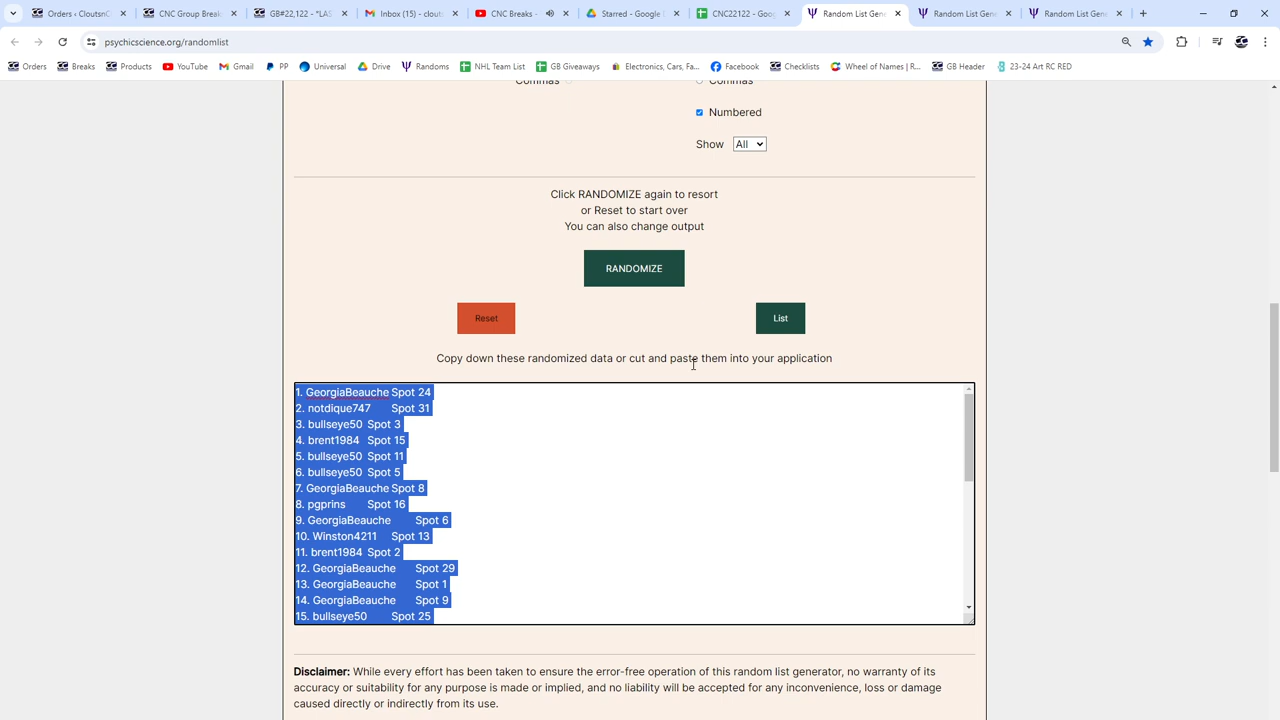 Orders ‹ CloutsnC
CNC Group Break
GB#22,122 - *LAS
Inbox (15) - clouts
CNC Breaks -
Starred - Google D
CNC22122 - Goog
Random List Gene
Random List Gene
Random List Gene
psychicscience.org/randomlist
Orders
Breaks
Products
YouTube
Gmail
PP
Universal
Drive
Randoms
NHL Team List
GB Giveaways
Electronics, Cars, Fa...
Facebook
Checklists
Wheel of Names | R...
GB Header
23-24 Art RC RED
Commas
Commas
Numbered
Show All
Click RANDOMIZE again to resort
or Reset to start over
You can also change output
RANDOMIZE
Reset
List
Copy down these randomized data or cut and paste them into your application
1. GeorgiaBeauche Spot 24
2. notdique747 Spot 31
3. bullseye50 Spot 3
4. brent1984 Spot 15
5. bullseye50 Spot 11
6. bullseye50 Spot 5
7. GeorgiaBeauche Spot 8
8. pgprins Spot 16
9. GeorgiaBeauche Spot 6
10. Winston4211 Spot 13
11. brent1984 Spot 2
12. GeorgiaBeauche Spot 29
13. GeorgiaBeauche Spot 1
14. GeorgiaBeauche Spot 9
15. bullseye50 Spot 25
Disclaimer: While every effort has been taken to ensure the error-free operation of this random list generator, no warranty of its
accuracy or suitability for any purpose is made or implied, and no liability will be accepted for any inconvenience, loss or damage
caused directly or indirectly from its use.